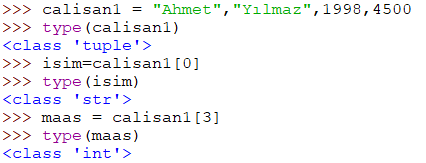 >>> calisan1 = "Ahmet","Yılmaz",1998,4500
>>> type(calisan1)
<class 'tuple'>
>>> isim=calisan1[0]
>>> type(isim)
<class 'str'>
>>> maas = calisan1[3]
>>> type(maas)
<class 'int'>